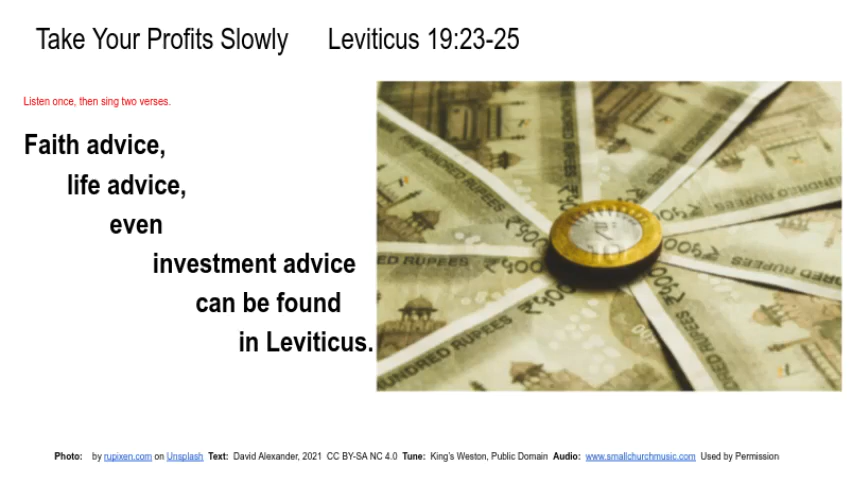 Take Your Profits Slowly Leviticus 19:23-25
Listen once, then sing two verses.
Faith advice,
life advice,
even
investment advice
can be found
in Leviticus.
Photo: by rupixen.com on Unsplash Text: David Alexander, 2021 CC BY-SA NC 4.0 Tune: King's Weston, Public Domain Audio: www.smallchurchmusic.com Used by Permission